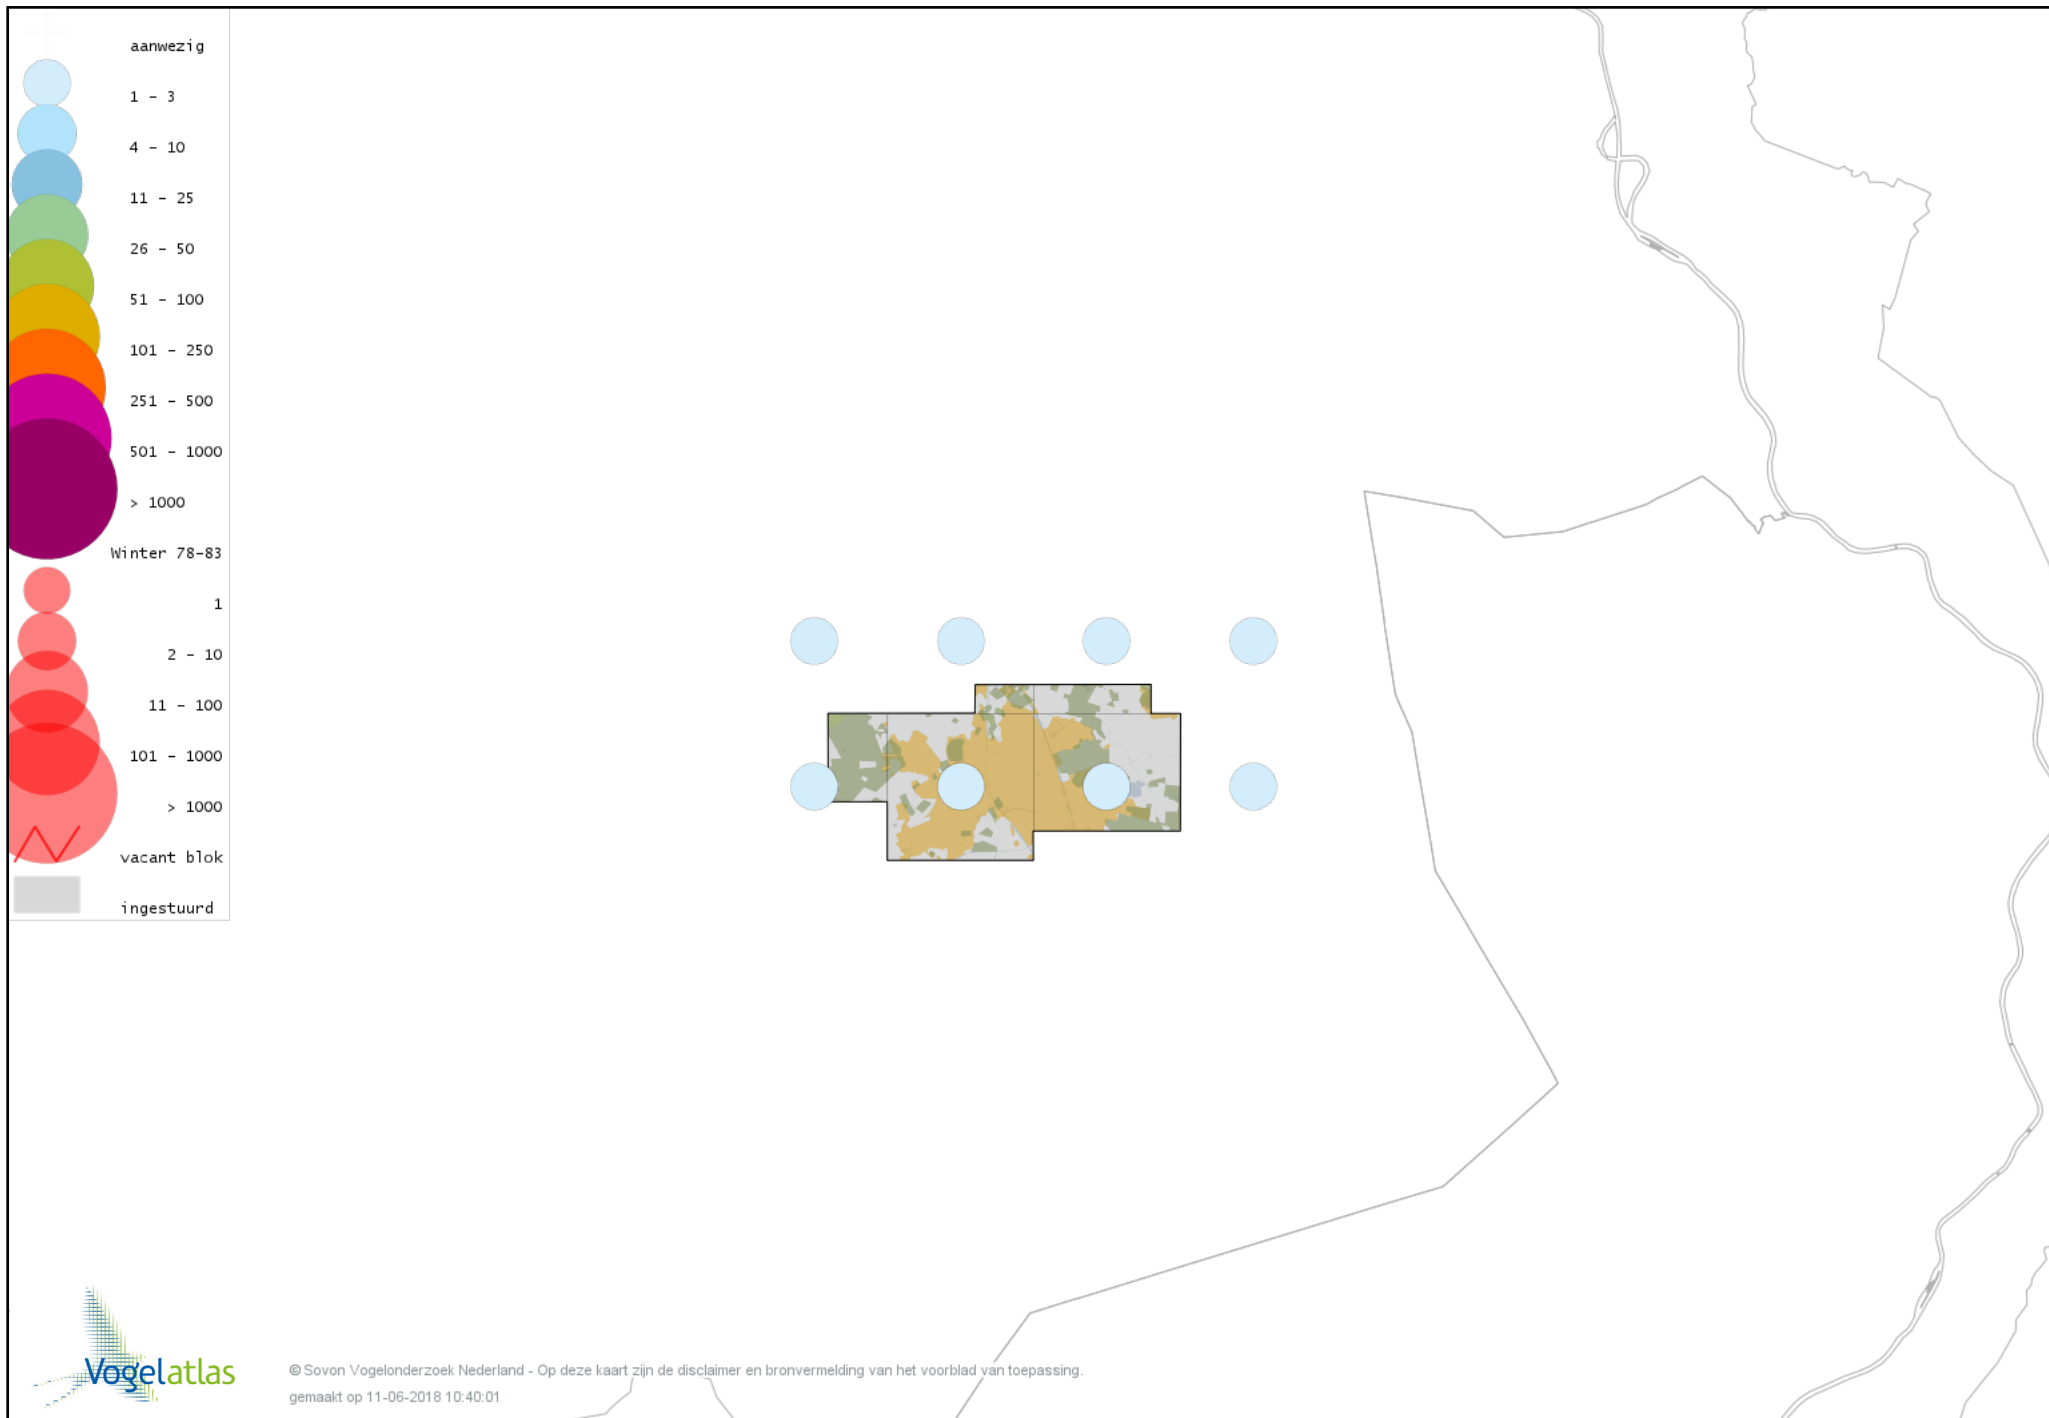 aanwezig
1 - 3
4 - 10
11 - 25
26 - 50
51 - 100
101 - 250
251 - 500
501 - 1000
> 1000
Winter 78-83
1
2 - 10
11 - 100
101 - 1000
> 1000
vacant blok
ingestuurd
Vogelatlas
© Sovon Vogelonderzoek Nederland - Op deze kaart zijn de disclaimer en bronvermelding van het voorblad van toepassing.
gemaakt op 11-06-2018 10:40:01